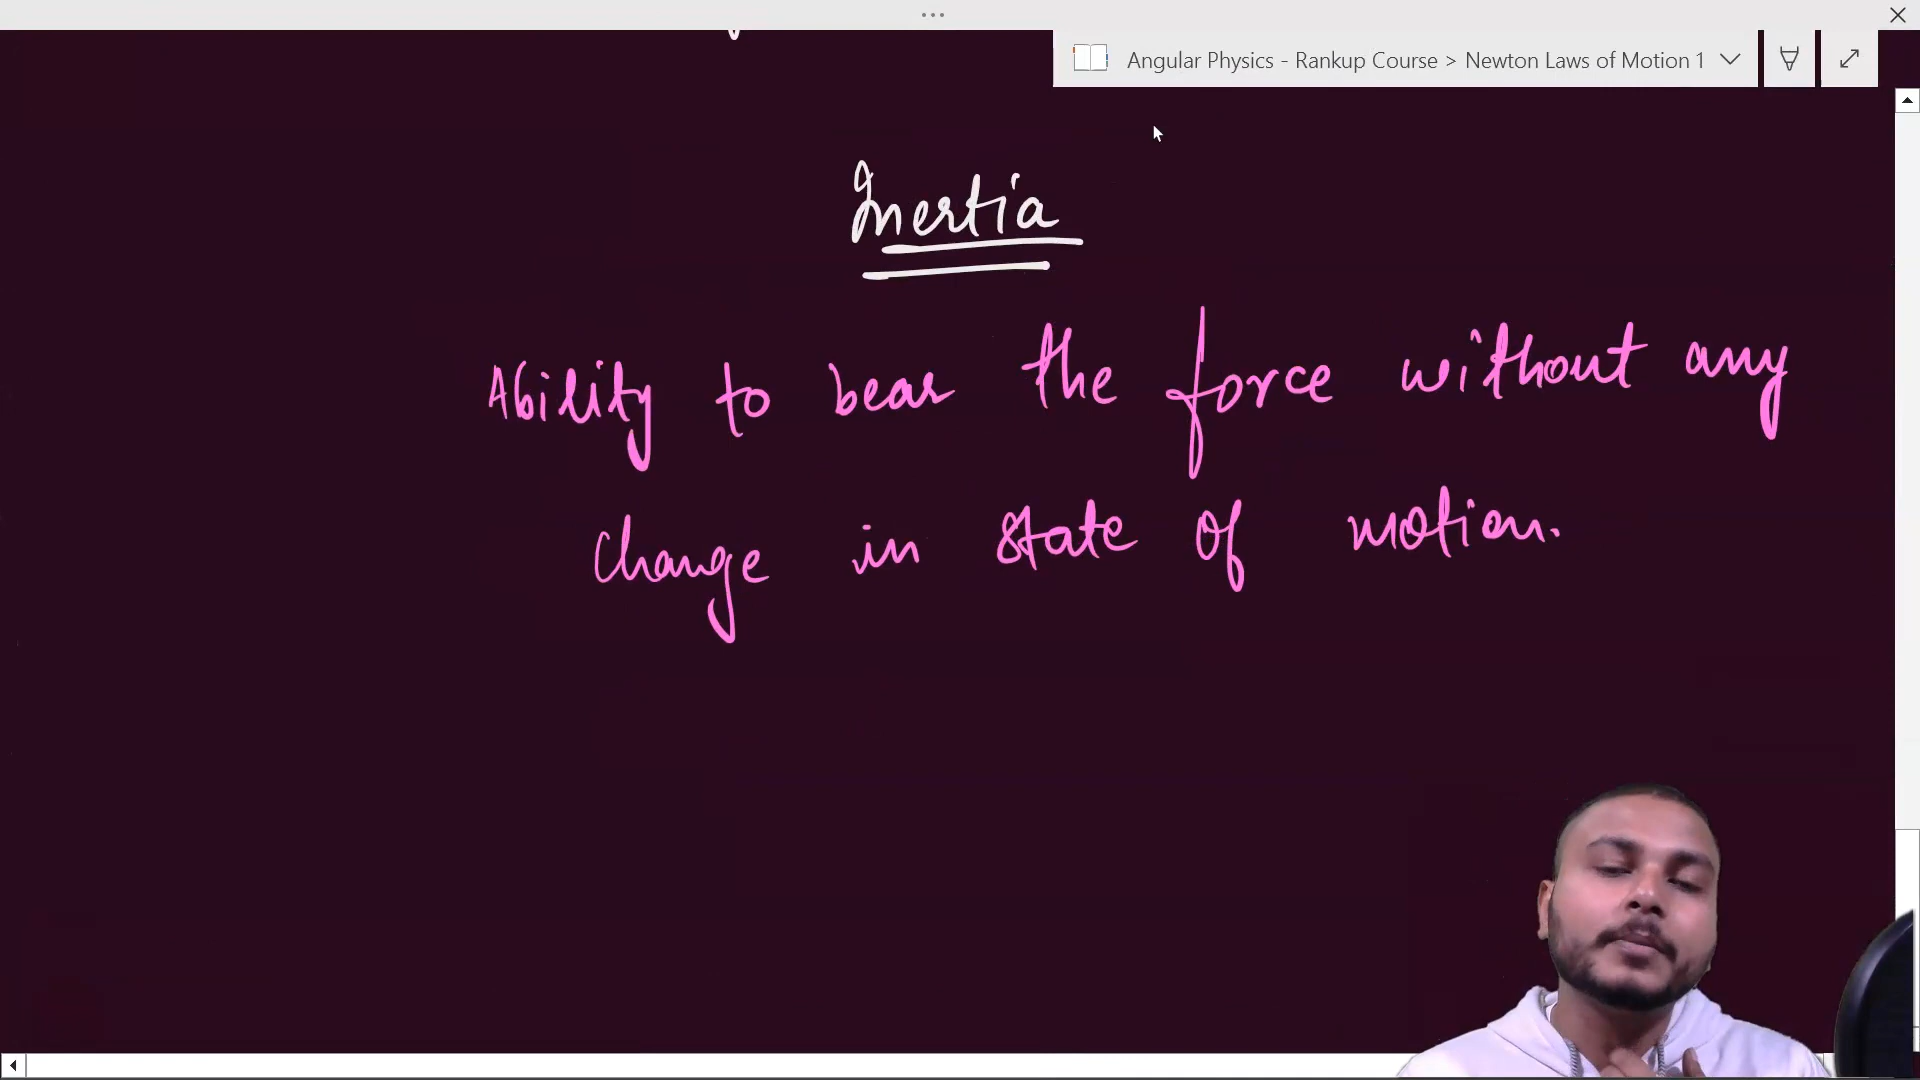 Angular Physics - Rankup Course > Newton Laws of Motion 1
Inertia
Ability to bear the force without any
change in state of motion.